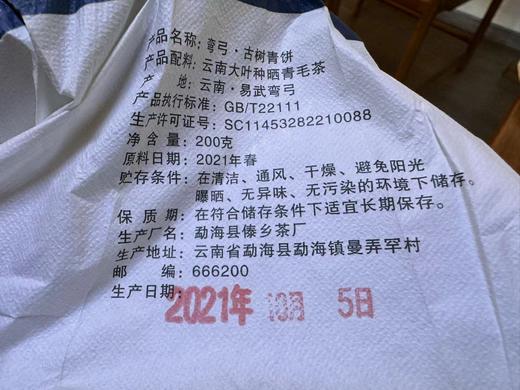 产品名称：弯弓·古树青饼
产品配料：云南大叶种晒青毛茶
产品产地：云南·易武弯弓
产品执行标准：GB/T22111
生产许可证号：SC11453282210088
净含量：200克
原料日期：2021年春
贮存条件：在清洁、通风、干燥、避免阳光
曝晒、无异味、无污染的环境下储存。
保质期：在符合储存条件下适宜长期保存。
生产厂名：勐海县傣乡茶厂
生产地址：云南省勐海县勐海镇曼弄罕村
邮编：666200
生产日期：2021年 10月 5日